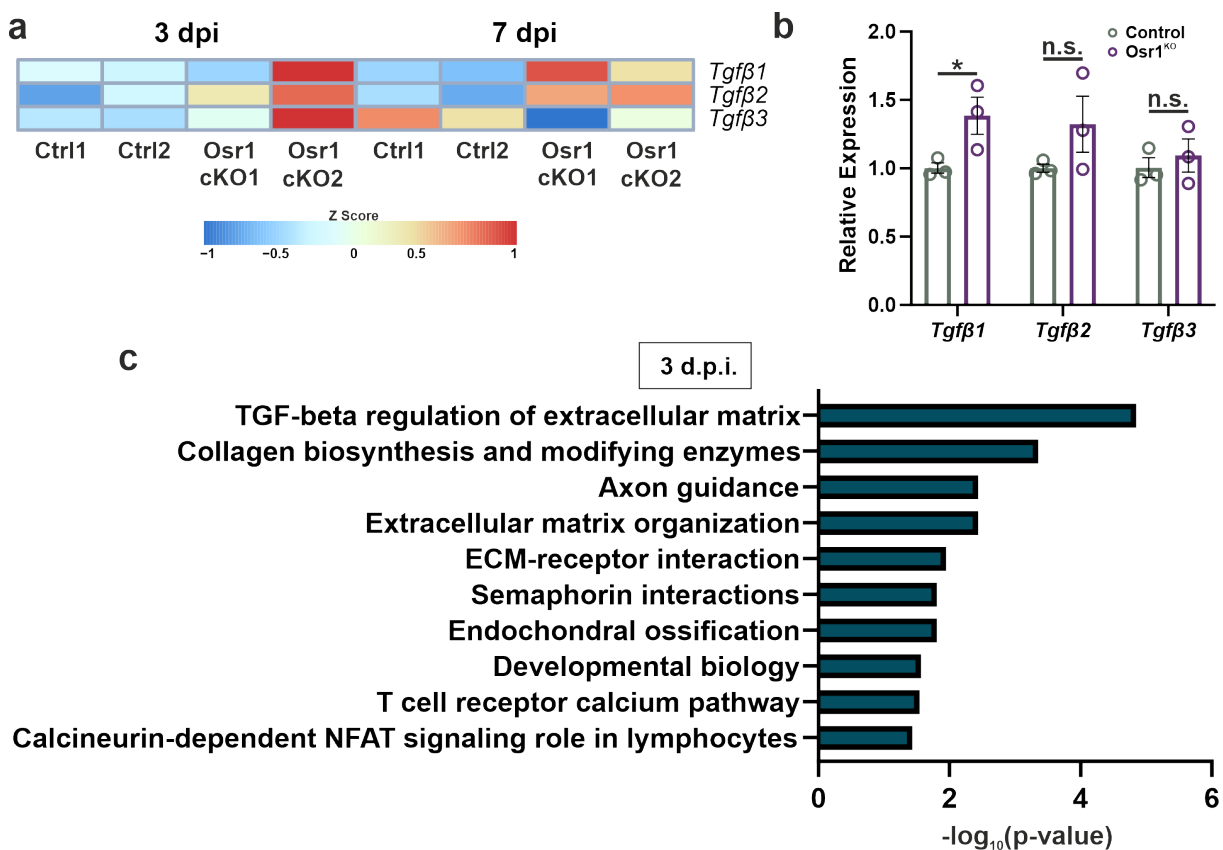 a
3 dpi
7 dpi
Tgfβ1
Tgfβ2
Tgfβ3
Ctrl1
Ctrl2
Osr1
cKO1
Osr1
cKO2
Ctrl1
Ctrl2
Osr1
cKO1
Osr1
cKO2
Z Score
−1
−0.5
0
0.5
1
b
Control
Osr1ᴷᴼ
Relative Expression
2.0
1.5
1.0
0.5
0.0
*
n.s.
n.s.
Tgfβ1
Tgfβ2
Tgfβ3
c
3 d.p.i.
TGF-beta regulation of extracellular matrix
Collagen biosynthesis and modifying enzymes
Axon guidance
Extracellular matrix organization
ECM-receptor interaction
Semaphorin interactions
Endochondral ossification
Developmental biology
T cell receptor calcium pathway
Calcineurin-dependent NFAT signaling role in lymphocytes
0
2
4
6
-log₁₀(p-value)